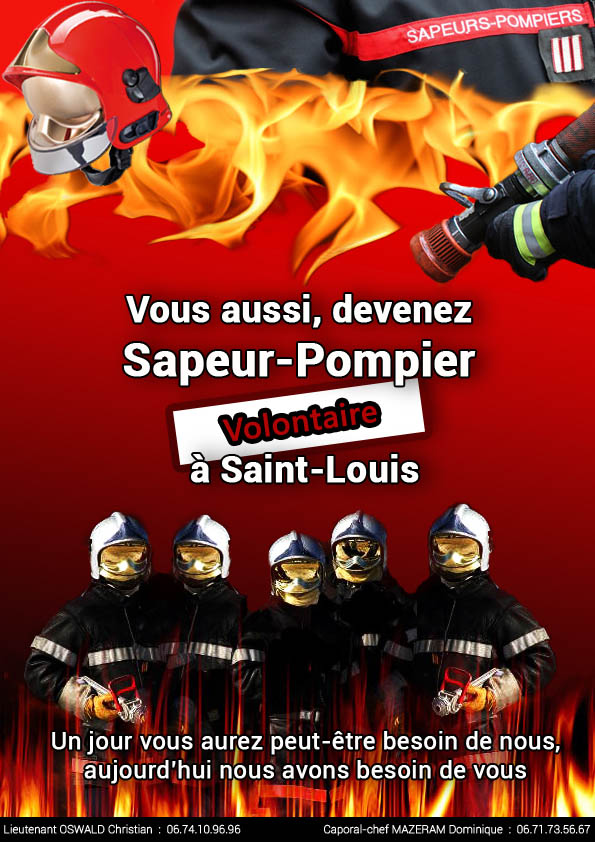 SAPEURS-POMPIERS
Vous aussi, devenez
Sapeur-Pompier
Volontaire
à Saint-Louis
Un jour vous aurez peut-être besoin de nous,
aujourd'hui nous avons besoin de vous
Lieutenant OSWALD Christian : 06.74.10.96.96
Caporal-chef MAZERAM Dominique : 06.71.73.56.67